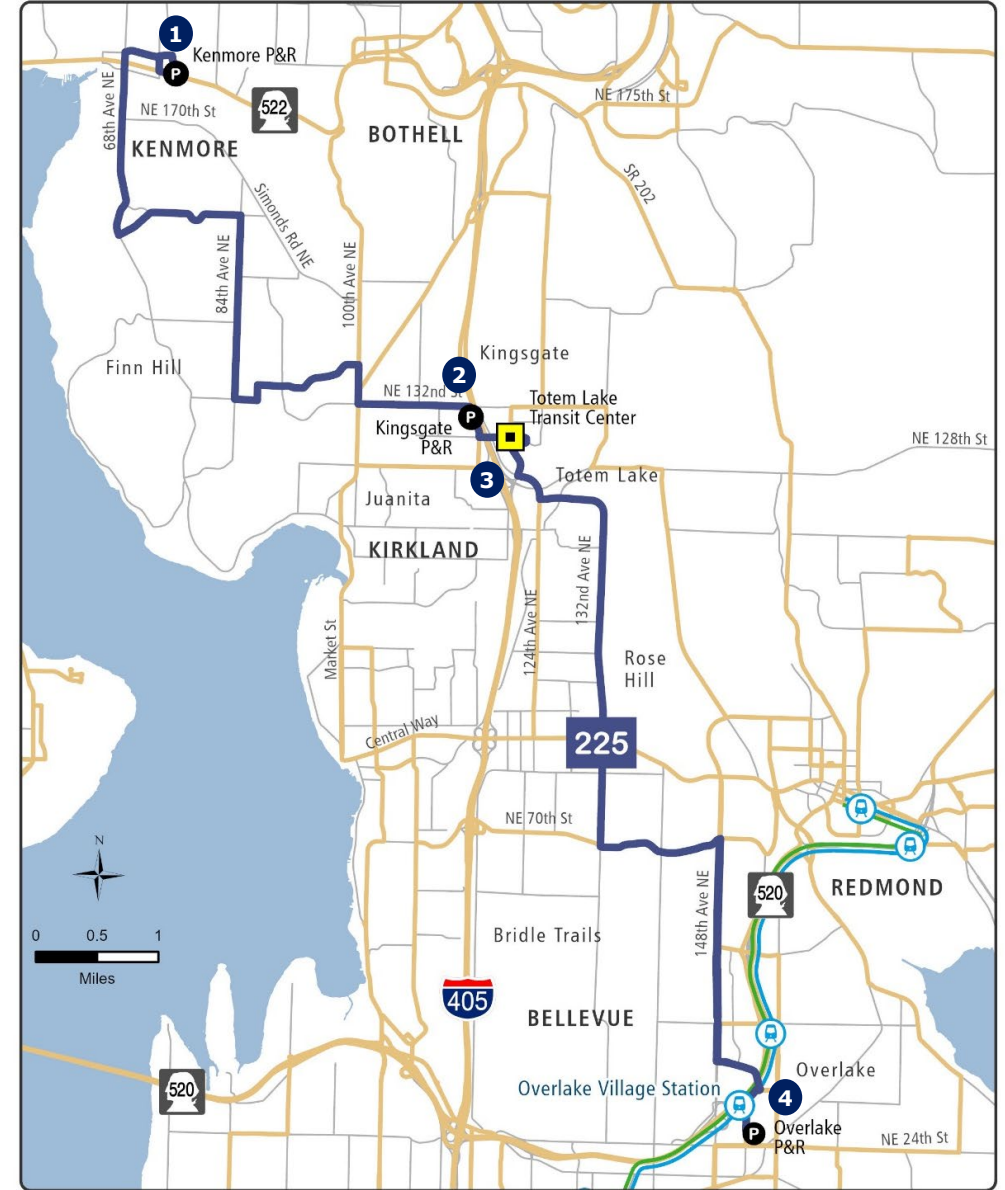 1
Kenmore P&R
P
68th Ave NE
NE 170th St
522
NE 175th St
KENMORE
BOTHELL
SR 202
Simonds Rd NE
84th Ave NE
100th Ave NE
Finn Hill
Kingsgate
2
NE 132nd St
Totem Lake
Transit Center
P
Kingsgate
P&R
NE 128th St
3
Totem Lake
Juanita
KIRKLAND
132nd Ave NE
124th Ave NE
Market St
Rose
Hill
Central Way
225
NE 70th St
N
148th Ave NE
520
REDMOND
0 0.5 1
Miles
Bridle Trails
405
BELLEVUE
Overlake
Overlake Village Station
520
4
P
Overlake
P&R
NE 24th St